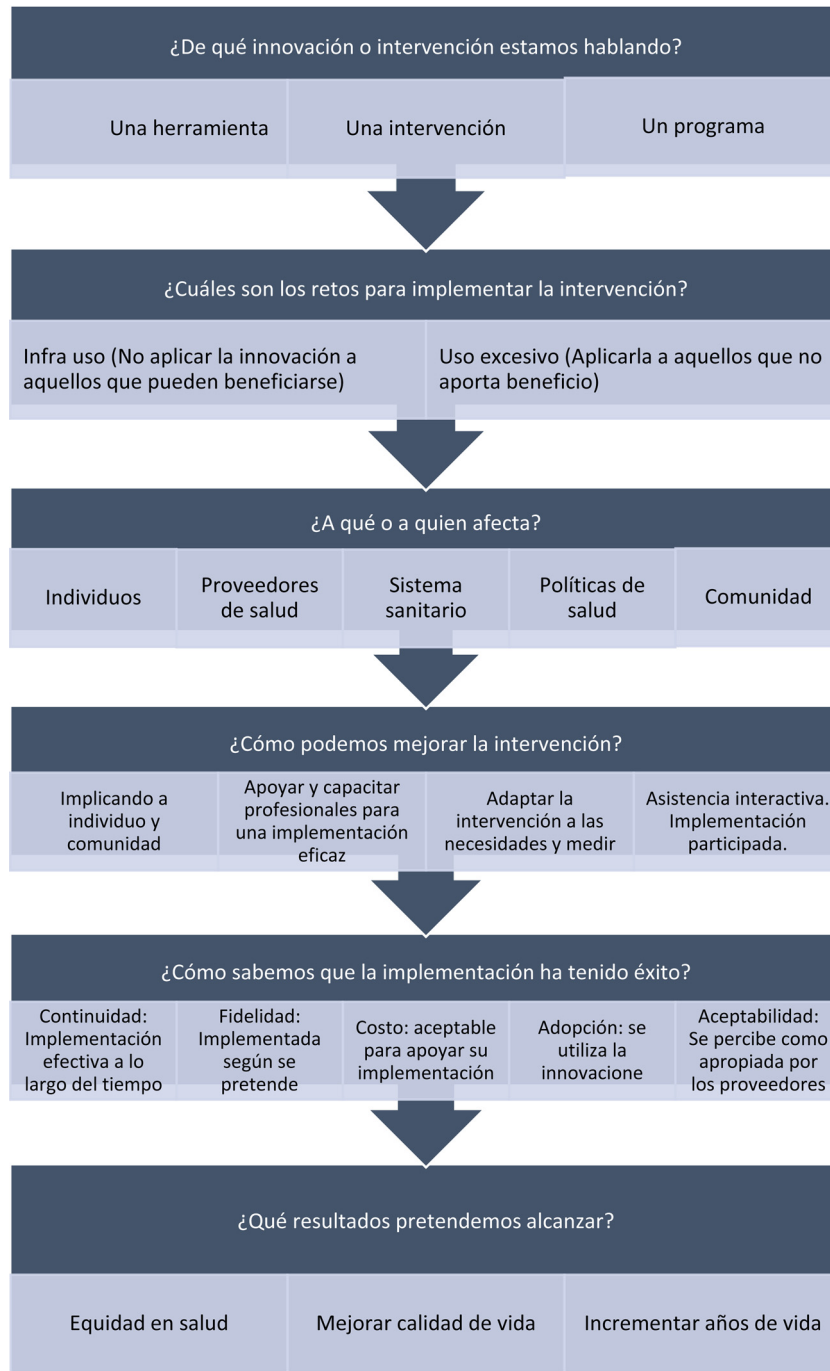 ¿De qué innovación o intervención estamos hablando?
Una herramienta
Una intervención
Un programa
¿Cuáles son los retos para implementar la intervención?
Infra uso (No aplicar la innovación a
aquellos que pueden beneficiarse)
Uso excesivo (Aplicarla a aquellos que no
aporta beneficio)
¿A qué o a quien afecta?
Individuos
Proveedores
de salud
Sistema
sanitario
Políticas de
salud
Comunidad
¿Cómo podemos mejorar la intervención?
Implicando a
individuo y
comunidad
Apoyar y capacitar
profesionales para
una implementación
eficaz
Adaptar la
intervención a las
necesidades y medir
Asistencia interactiva.
Implementación
participada.
¿Cómo sabemos que la implementación ha tenido éxito?
Continuidad:
Implementación
efectiva a lo
largo del tiempo
Fidelidad:
Implementada
según se
pretende
Costo: aceptable
para apoyar su
implementación
Adopción: se
utiliza la
innovacione
Aceptabilidad:
Se percibe como
apropiada por
los proveedores
¿Qué resultados pretendemos alcanzar?
Equidad en salud
Mejorar calidad de vida
Incrementar años de vida